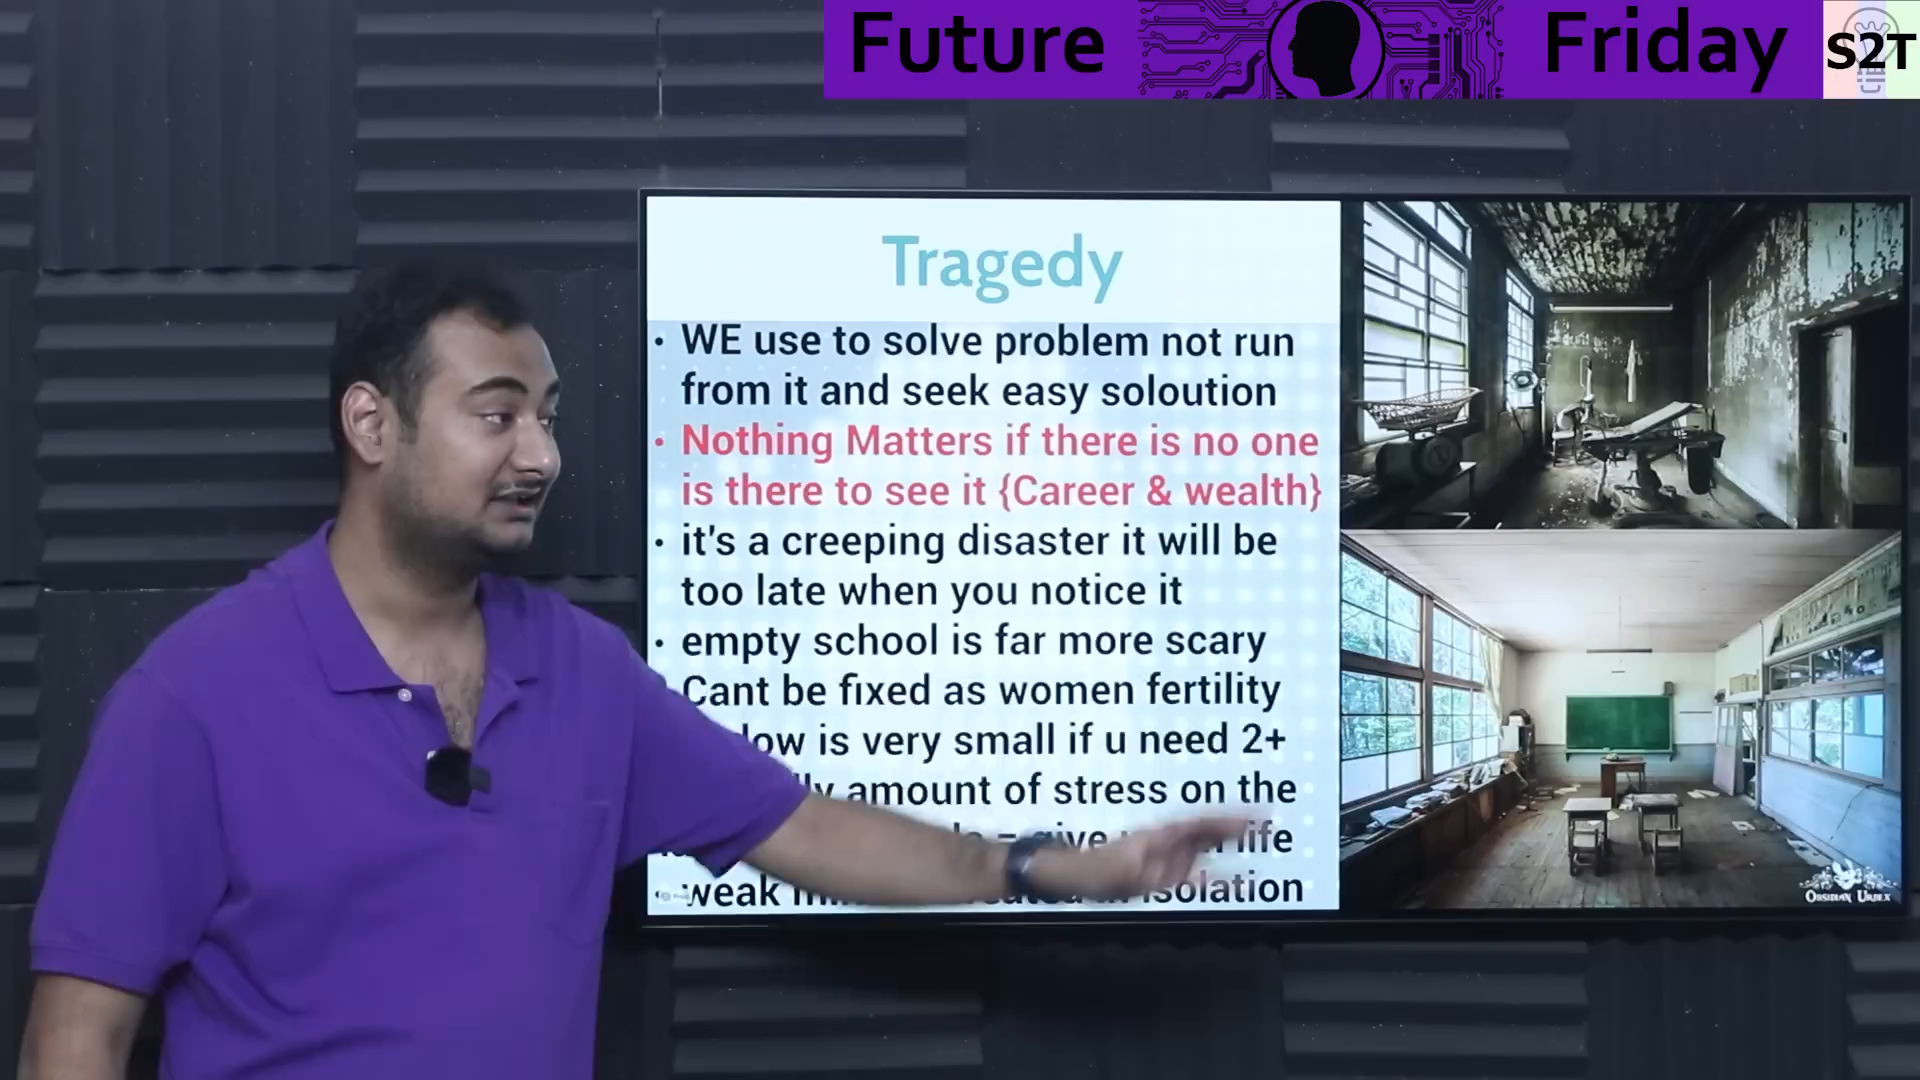 Future Friday S2T
Tragedy
• WE use to solve problem not run
from it and seek easy soloution
• Nothing Matters if there is no one
is there to see it {Career & wealth}
• it's a creeping disaster it will be
too late when you notice it
• empty school is far more scary
Cant be fixed as women fertility
is very small if u need 2+
amount of stress on the
= give life
• weak isolation
OBSIDIAN URBEX